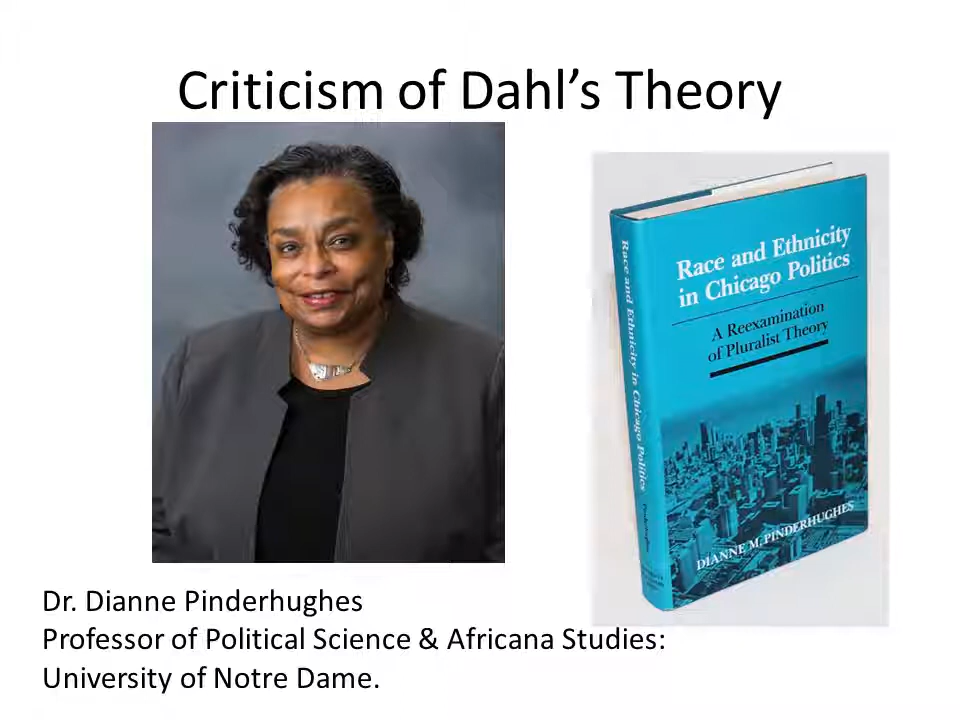 Criticism of Dahl’s Theory
Race and Ethnicity
in Chicago Politics
A Reexamination
of Pluralist Theory
DIANNE M. PINDERHUGHES
Race and Ethnicity in Chicago Politics
Pinderhughes
Dr. Dianne Pinderhughes
Professor of Political Science & Africana Studies:
University of Notre Dame.